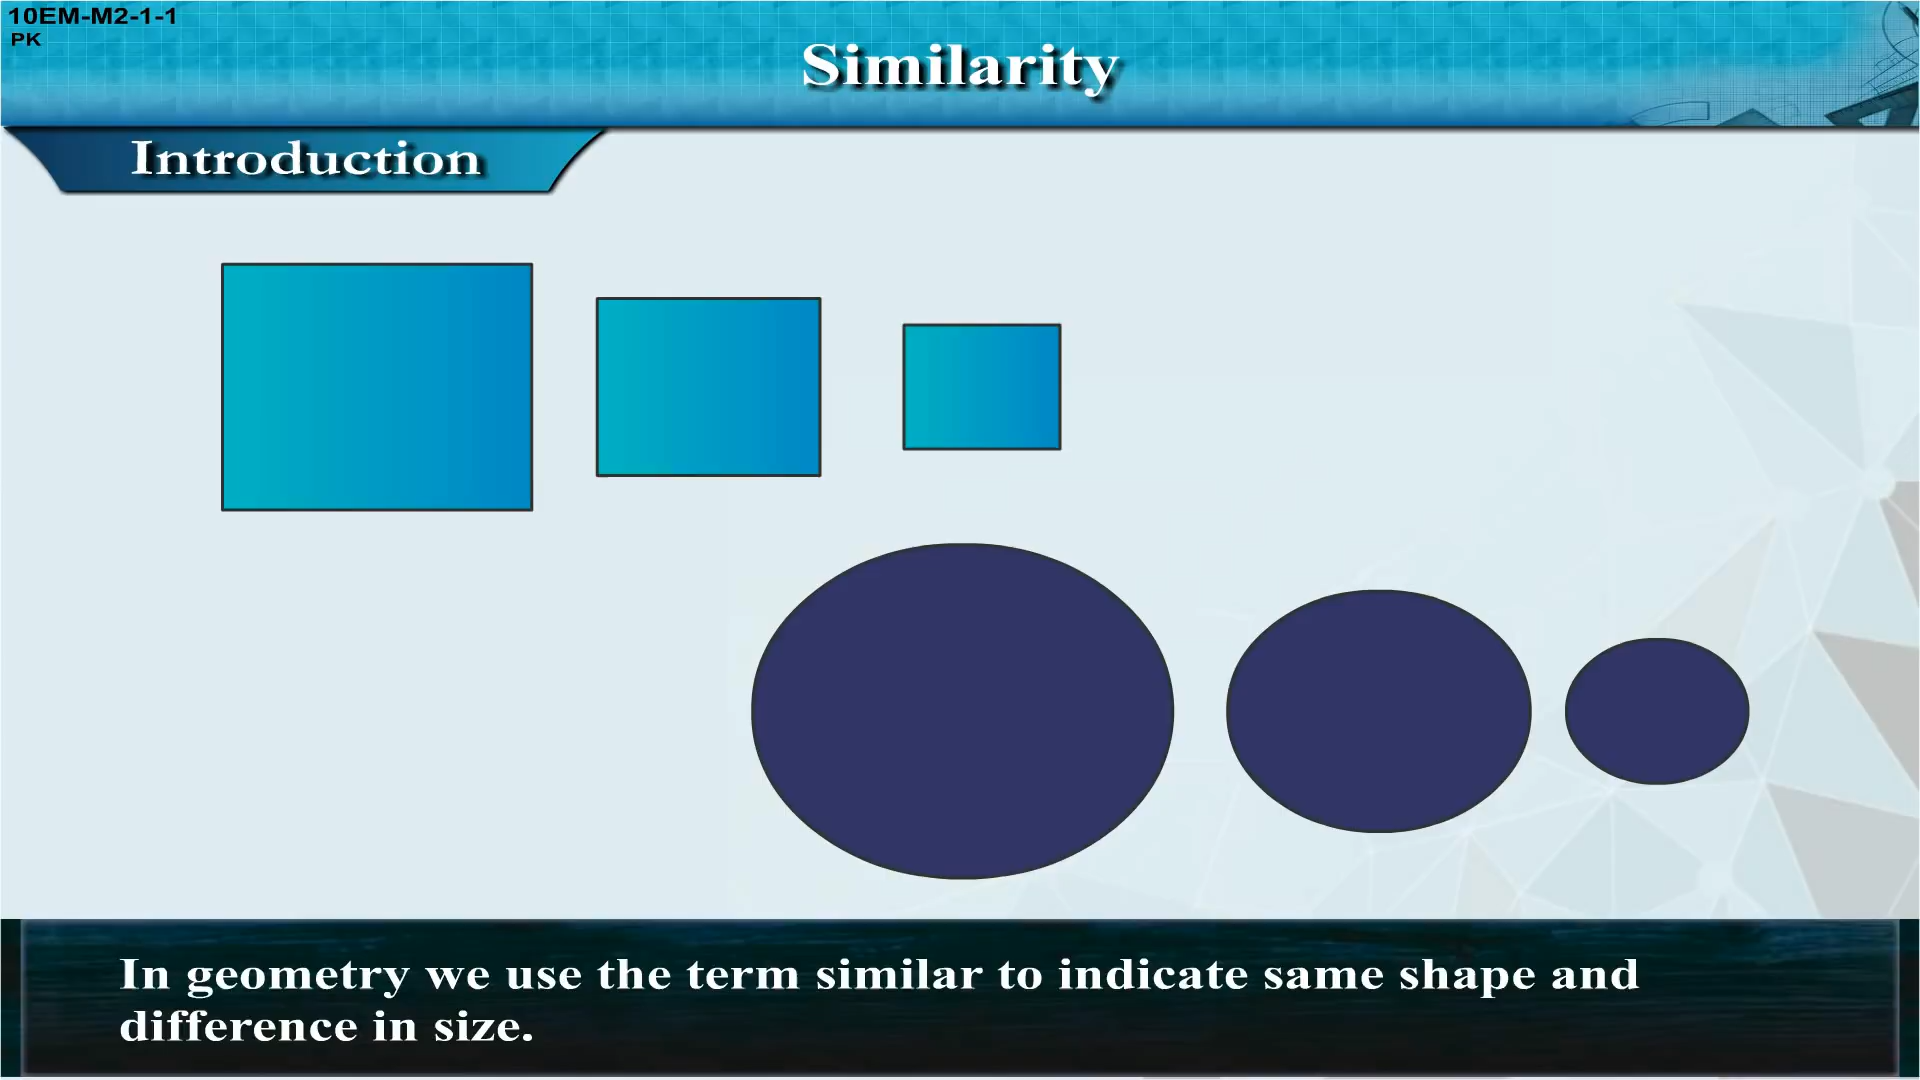 10EM-M2-1-1
PK
Similarity
Introduction
In geometry we use the term similar to indicate same shape and
difference in size.